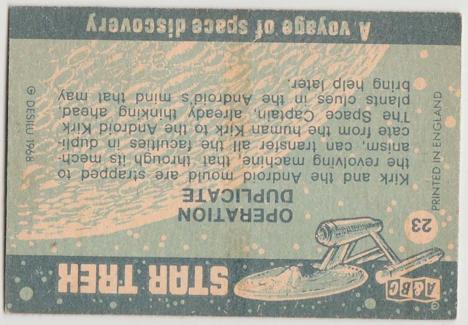 STAR TREK
A&BC
23
OPERATION
DUPLICATE
Kirk and the Android mould are strapped to
the revolving machine, that through its mech-
anism, can transfer all the faculties in dupli-
cate from the human Kirk to the Android Kirk.
The Space Captain, already thinking ahead,
plants clues in the Android's mind that may
bring help later.
© DESILU 1968
PRINTED IN ENGLAND
A voyage of space discovery